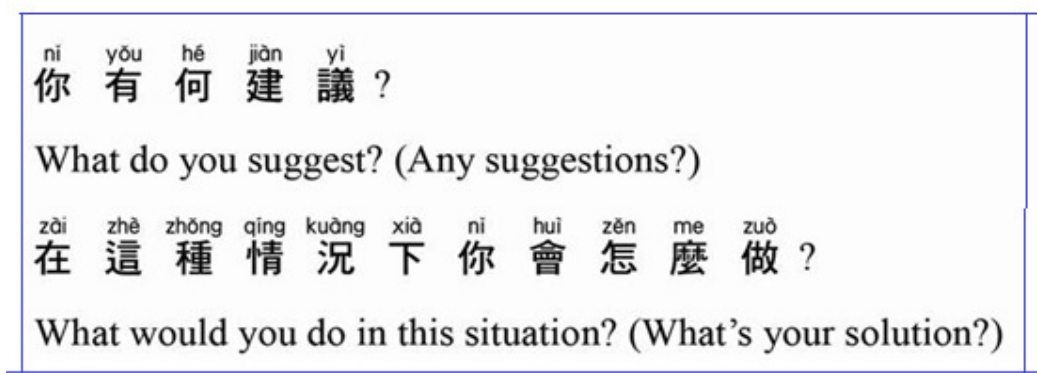 nǐ yǒu hé jiàn yì
你 有 何 建 議 ?
What do you suggest? (Any suggestions?)
zài zhè zhǒng qíng kuàng xià nǐ huì zěn me zuò
在 這 種 情 況 下 你 會 怎 麼 做 ?
What would you do in this situation? (What’s your solution?)